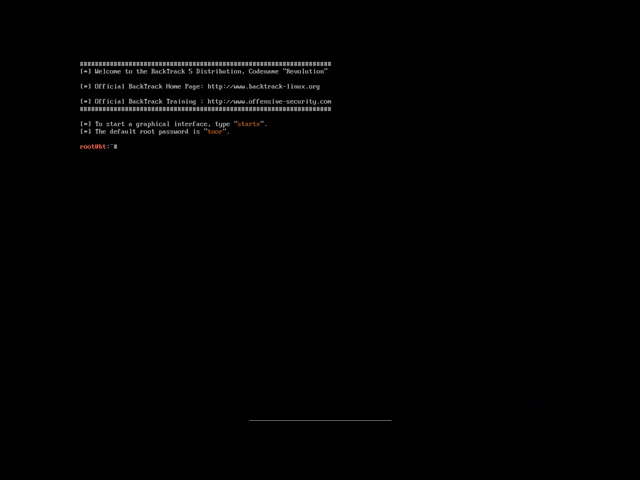 ###################################################################
[*] Welcome to the BackTrack 5 Distribution, Codename "Revolution"
[*] Official BackTrack Home Page: http://www.backtrack-linux.org
[*] Official BackTrack Training : http://www.offensive-security.com
###################################################################
[*] To start a graphical interface, type "startx".
[*] The default root password is "toor".
root@bt:~#